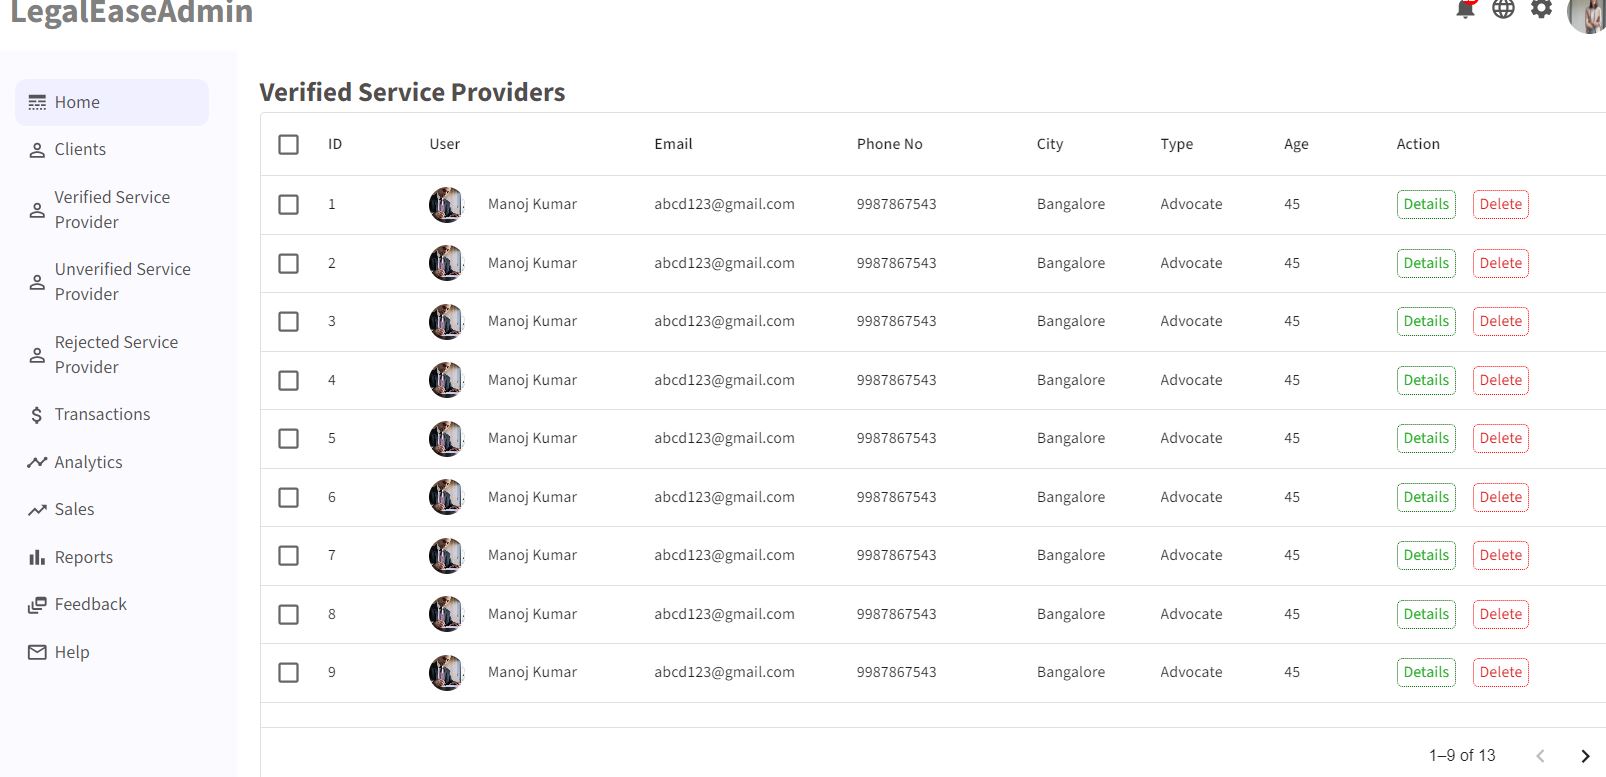 LegalEaseAdmin
Home
Clients
Verified Service
Provider
Unverified Service
Provider
Rejected Service
Provider
Transactions
Analytics
Sales
Reports
Feedback
Help
Verified Service Providers
ID User Email Phone No City Type Age Action
1 Manoj Kumar abcd123@gmail.com 9987867543 Bangalore Advocate 45 Details Delete
2 Manoj Kumar abcd123@gmail.com 9987867543 Bangalore Advocate 45 Details Delete
3 Manoj Kumar abcd123@gmail.com 9987867543 Bangalore Advocate 45 Details Delete
4 Manoj Kumar abcd123@gmail.com 9987867543 Bangalore Advocate 45 Details Delete
5 Manoj Kumar abcd123@gmail.com 9987867543 Bangalore Advocate 45 Details Delete
6 Manoj Kumar abcd123@gmail.com 9987867543 Bangalore Advocate 45 Details Delete
7 Manoj Kumar abcd123@gmail.com 9987867543 Bangalore Advocate 45 Details Delete
8 Manoj Kumar abcd123@gmail.com 9987867543 Bangalore Advocate 45 Details Delete
9 Manoj Kumar abcd123@gmail.com 9987867543 Bangalore Advocate 45 Details Delete
1–9 of 13